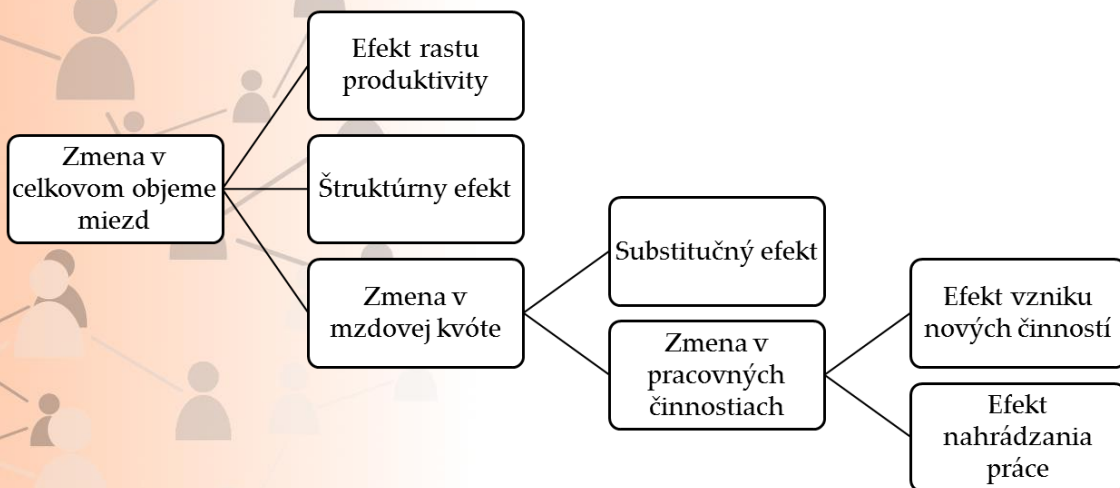 Efekt rastu
produktivity
Zmena v
celkovom objeme
miezd
Štruktúrny efekt
Zmena v
mzdovej kvóte
Substitučný efekt
Zmena v
pracovných
činnostiach
Efekt vzniku
nových činností
Efekt
nahrádzania
práce